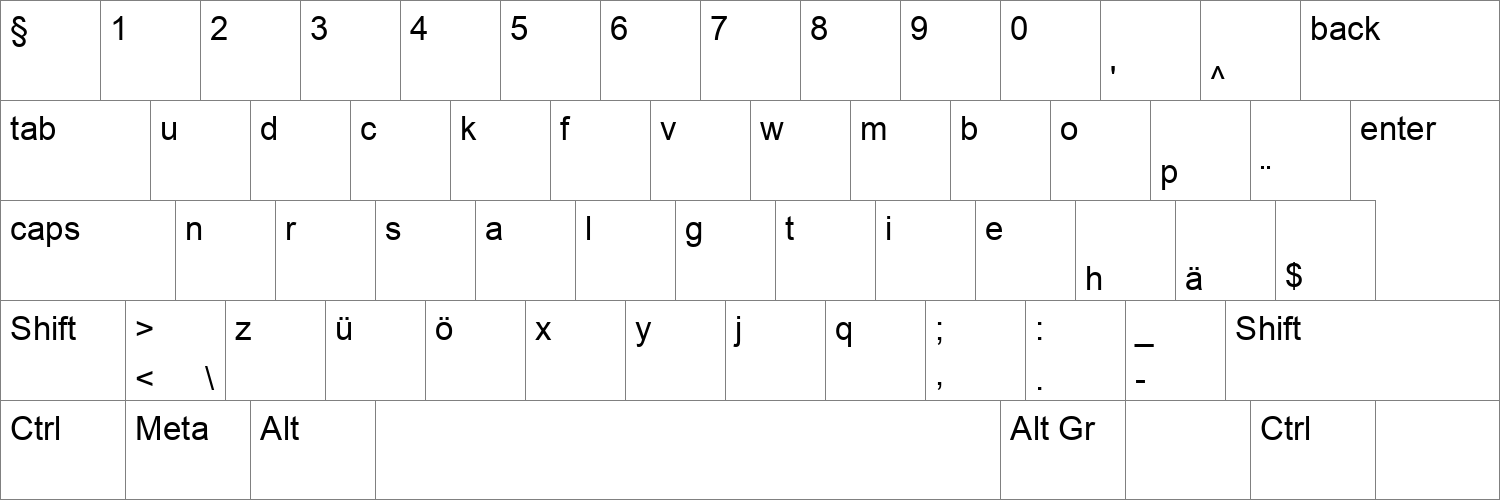 § 1 2 3 4 5 6 7 8 9 0 ' ^ back
tab u d c k f v w m b o p ¨ enter
caps n r s a l g t i e h ä $
Shift > z ü ö x y j q ; : _ Shift
< \ , . -
Ctrl Meta Alt Alt Gr Ctrl